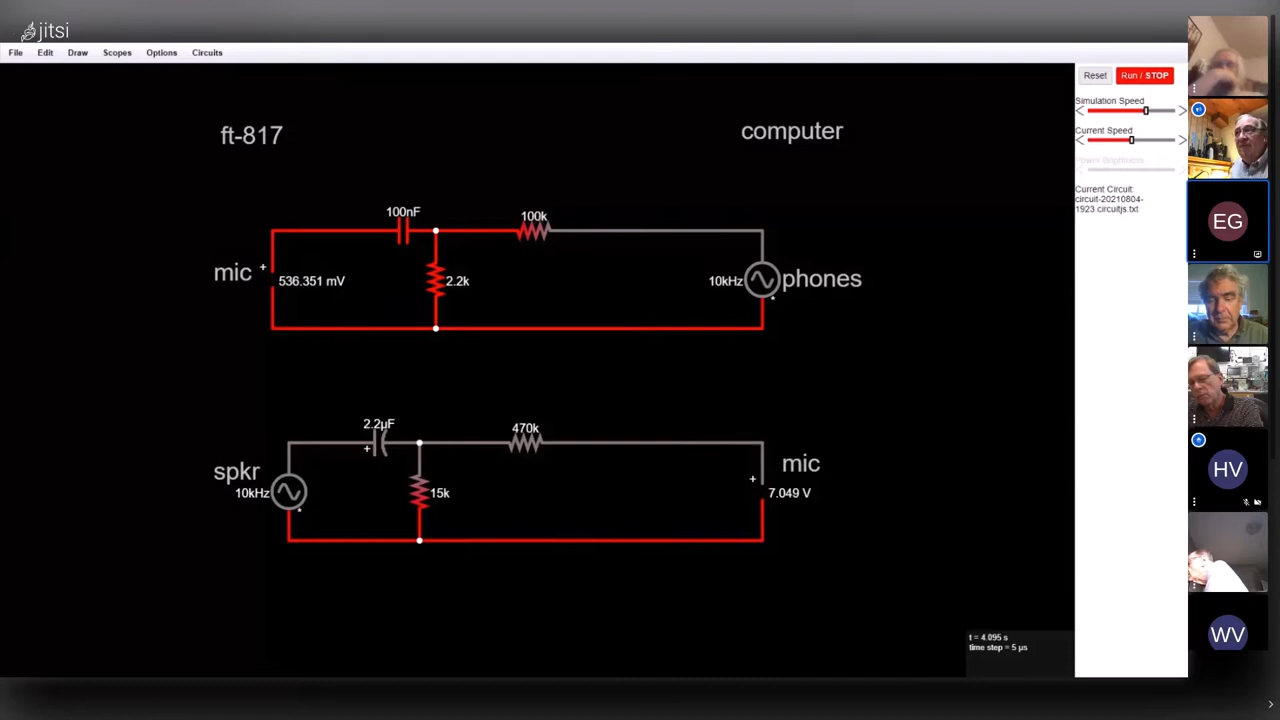 jitsi
File Edit Draw Scopes Options Circuits
Reset Run / STOP
Simulation Speed
Current Speed
Power Brightness
Current Circuit:
circuit-20210804-
1923.circuitjs.txt
ft-817
computer
100nF
100k
mic
+
536.351 mV
2.2k
10kHz
phones
2.2µF
+
470k
spkr
10kHz
15k
mic
+
7.049 V
t = 4.095 s
time step = 5 µs
EG
HV
WV